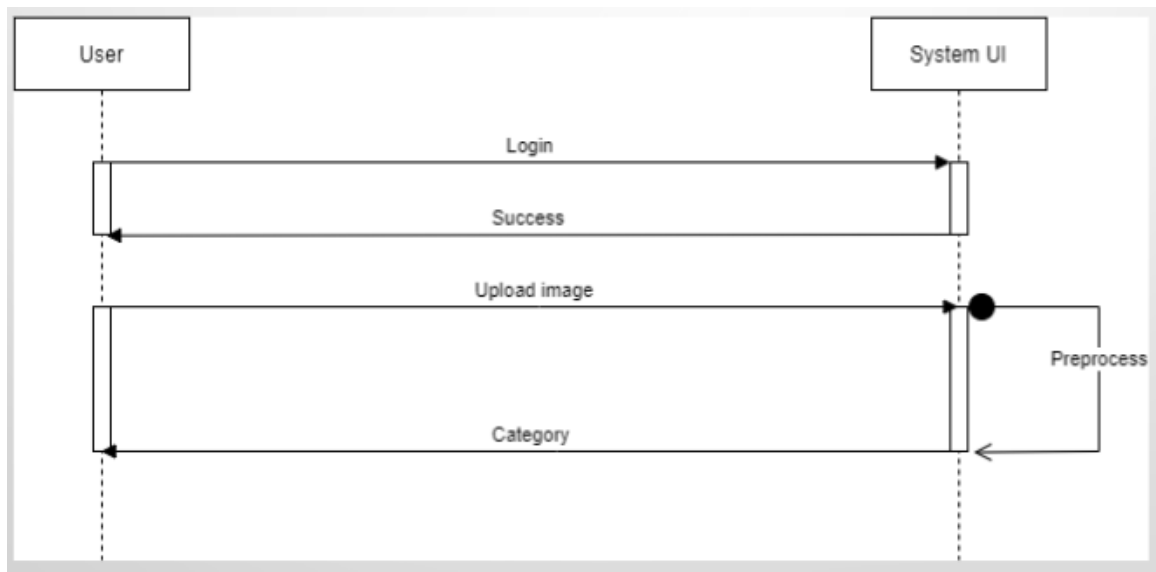 User
System UI
Login
Success
Upload image
Preprocess
Category